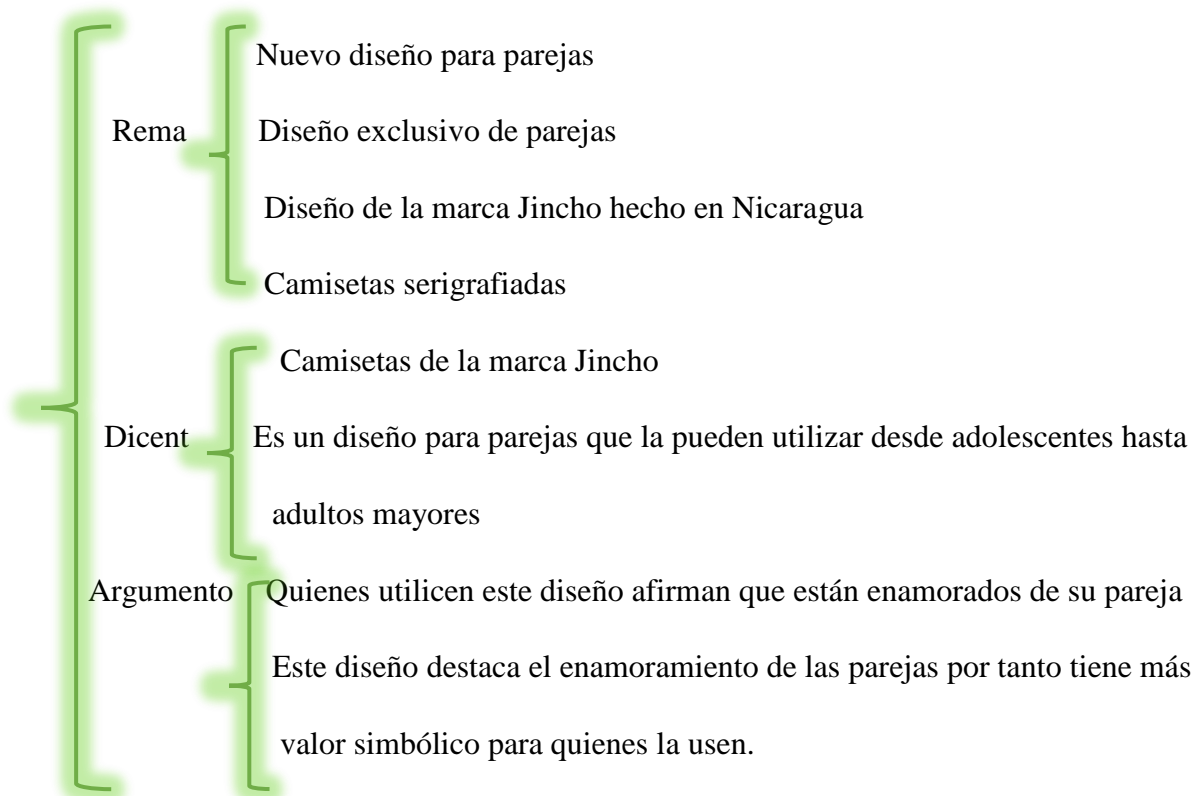 Nuevo diseño para parejas
Rema
Diseño exclusivo de parejas
Diseño de la marca Jincho hecho en Nicaragua
Camisetas serigrafiadas
Camisetas de la marca Jincho
Dicent
Es un diseño para parejas que la pueden utilizar desde adolescentes hasta
adultos mayores
Argumento
Quienes utilicen este diseño afirman que están enamorados de su pareja
Este diseño destaca el enamoramiento de las parejas por tanto tiene más
valor simbólico para quienes la usen.